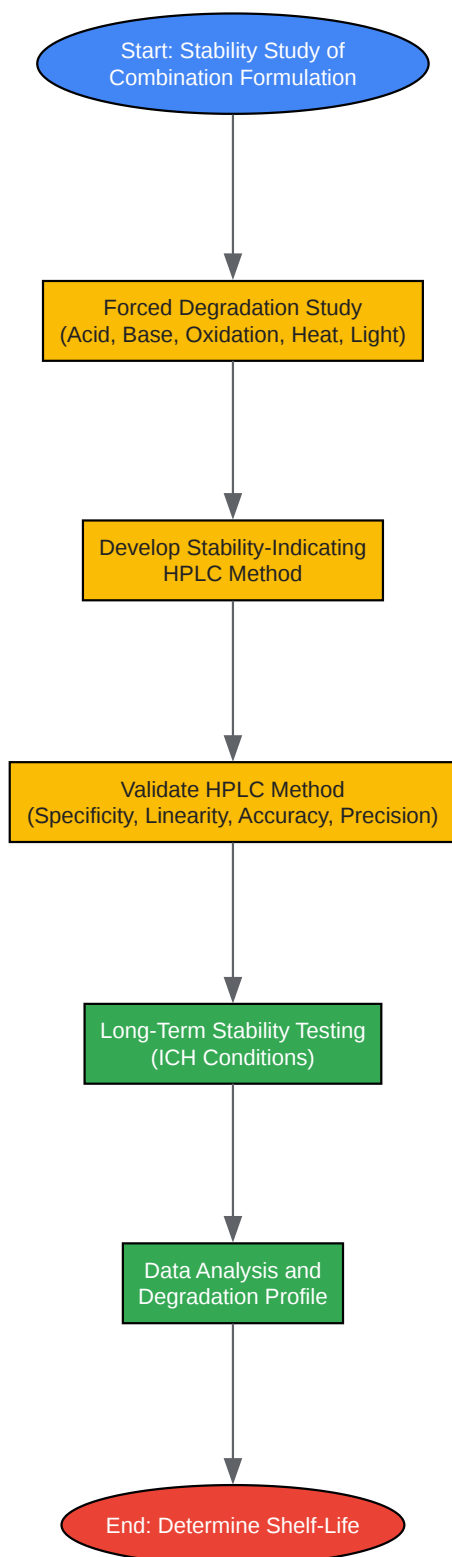 Start: Stability Study of
Combination Formulation
Forced Degradation Study
(Acid, Base, Oxidation, Heat, Light)
Develop Stability-Indicating
HPLC Method
Validate HPLC Method
(Specificity, Linearity, Accuracy, Precision)
Long-Term Stability Testing
(ICH Conditions)
Data Analysis and
Degradation Profile
End: Determine Shelf-Life